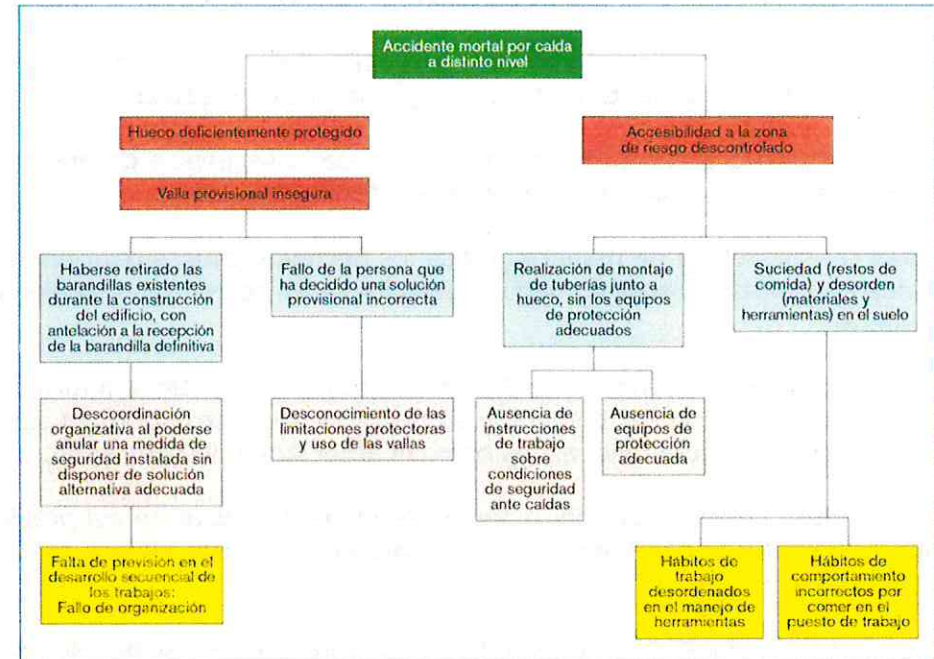 Accidente mortal por caída
a distinto nivel
Hueco deficientemente protegido
Accesibilidad a la zona
de riesgo descontrolado
Valla provisional insegura
Haberse retirado las
barandillas existentes
durante la construcción
del edificio, con
antelación a la recepción
de la barandilla definitiva
Fallo de la persona que
ha decidido una solución
provisional incorrecta
Realización de montaje
de tuberías junto a
hueco, sin los equipos
de protección
adecuados
Suciedad (restos de
comida) y desorden
(materiales y
herramientas) en el suelo
Descoordinación
organizativa al poderse
anular una medida de
seguridad instalada sin
disponer de solución
alternativa adecuada
Desconocimiento de las
limitaciones protectoras
y uso de las vallas
Ausencia de
instrucciones
de trabajo
sobre
condiciones
de seguridad
ante caídas
Ausencia de
equipos de
protección
adecuada
Falta de previsión en el
desarrollo secuencial de
los trabajos:
Fallo de organización
Hábitos de
trabajo
desordenados
en el manejo de
herramientas
Hábitos de
comportamiento
incorrectos por
comer en el
puesto de trabajo